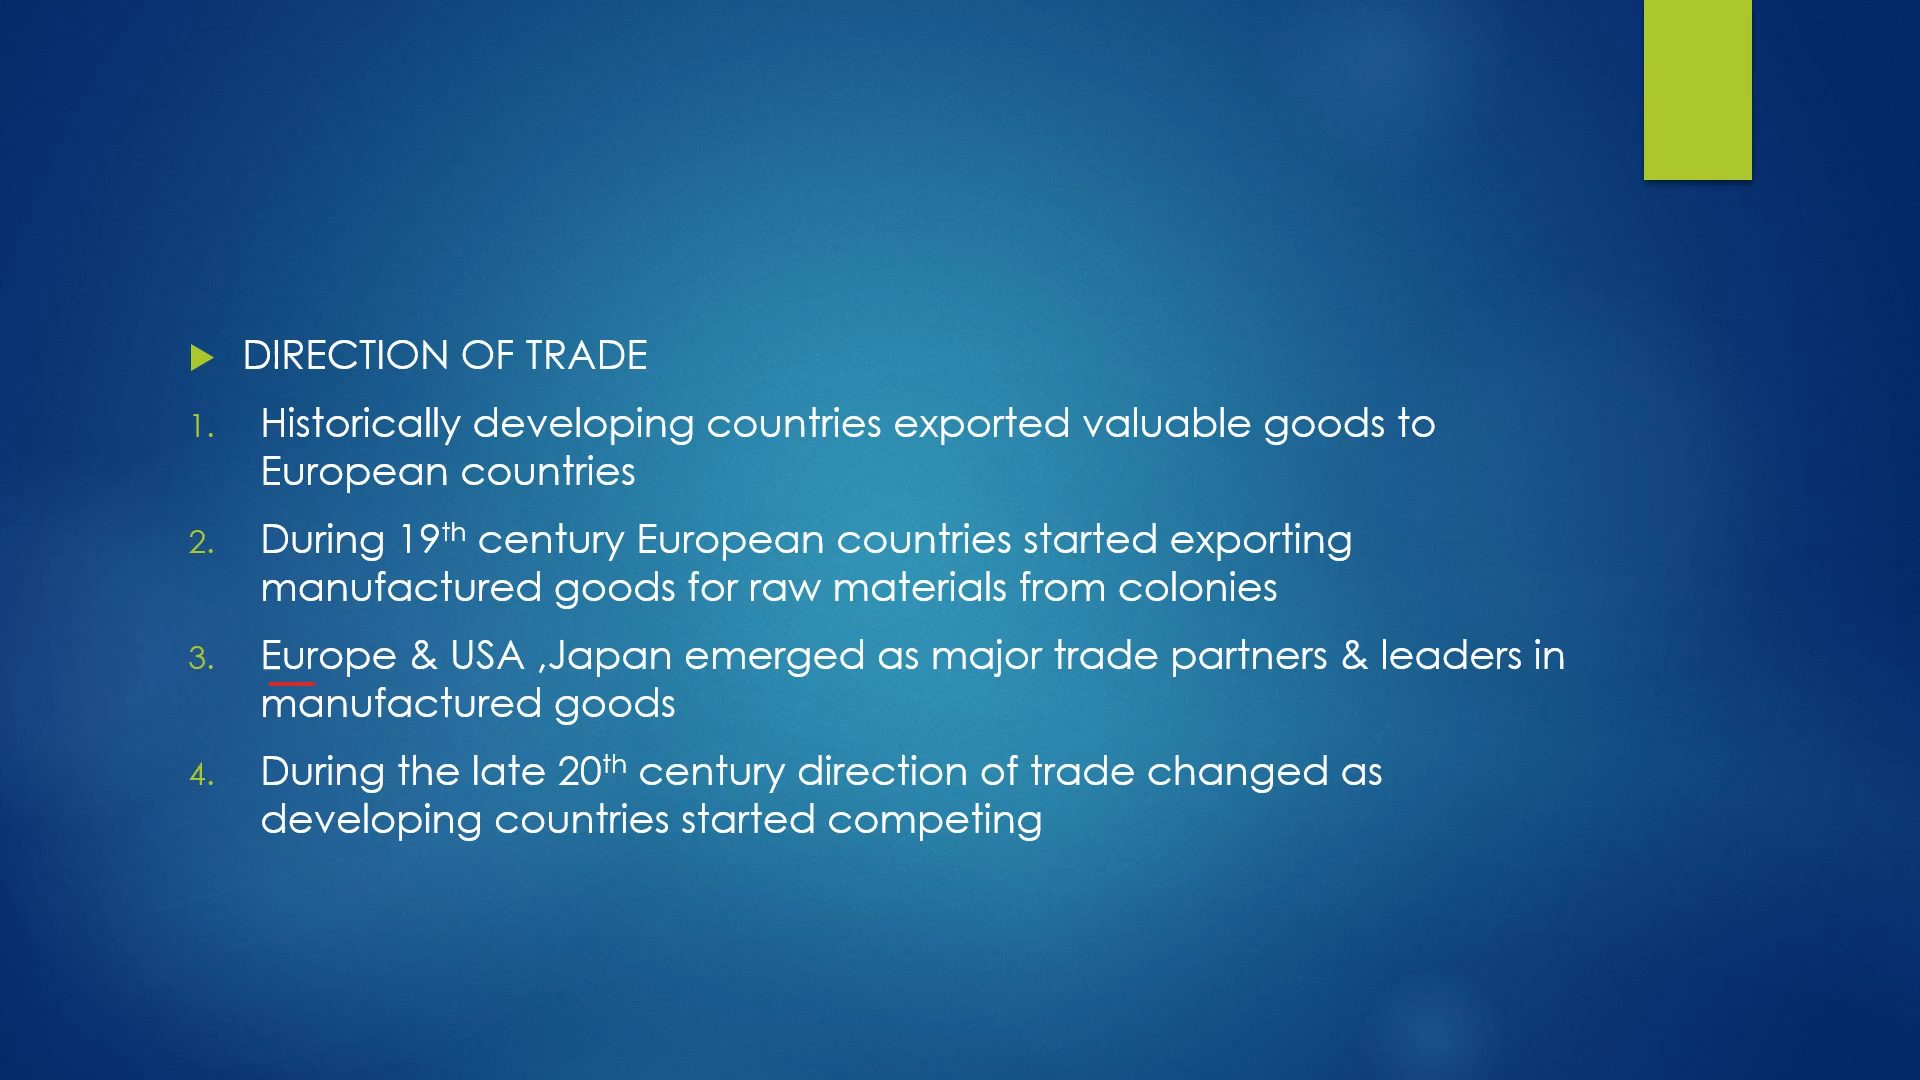 DIRECTION OF TRADE
1. Historically developing countries exported valuable goods to
European countries
2. During 19th century European countries started exporting
manufactured goods for raw materials from colonies
3. Europe & USA ,Japan emerged as major trade partners & leaders in
manufactured goods
4. During the late 20th century direction of trade changed as
developing countries started competing